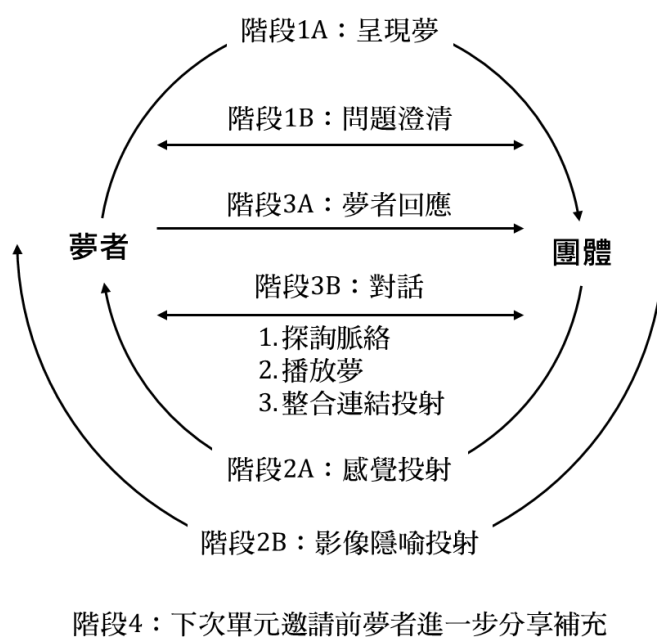 階段1A：呈現夢
階段1B：問題澄清
階段3A：夢者回應
夢者
團體
階段3B：對話
1.探詢脈絡
2.播放夢
3.整合連結投射
階段2A：感覺投射
階段2B：影像隱喻投射
階段4：下次單元邀請前夢者進一步分享補充